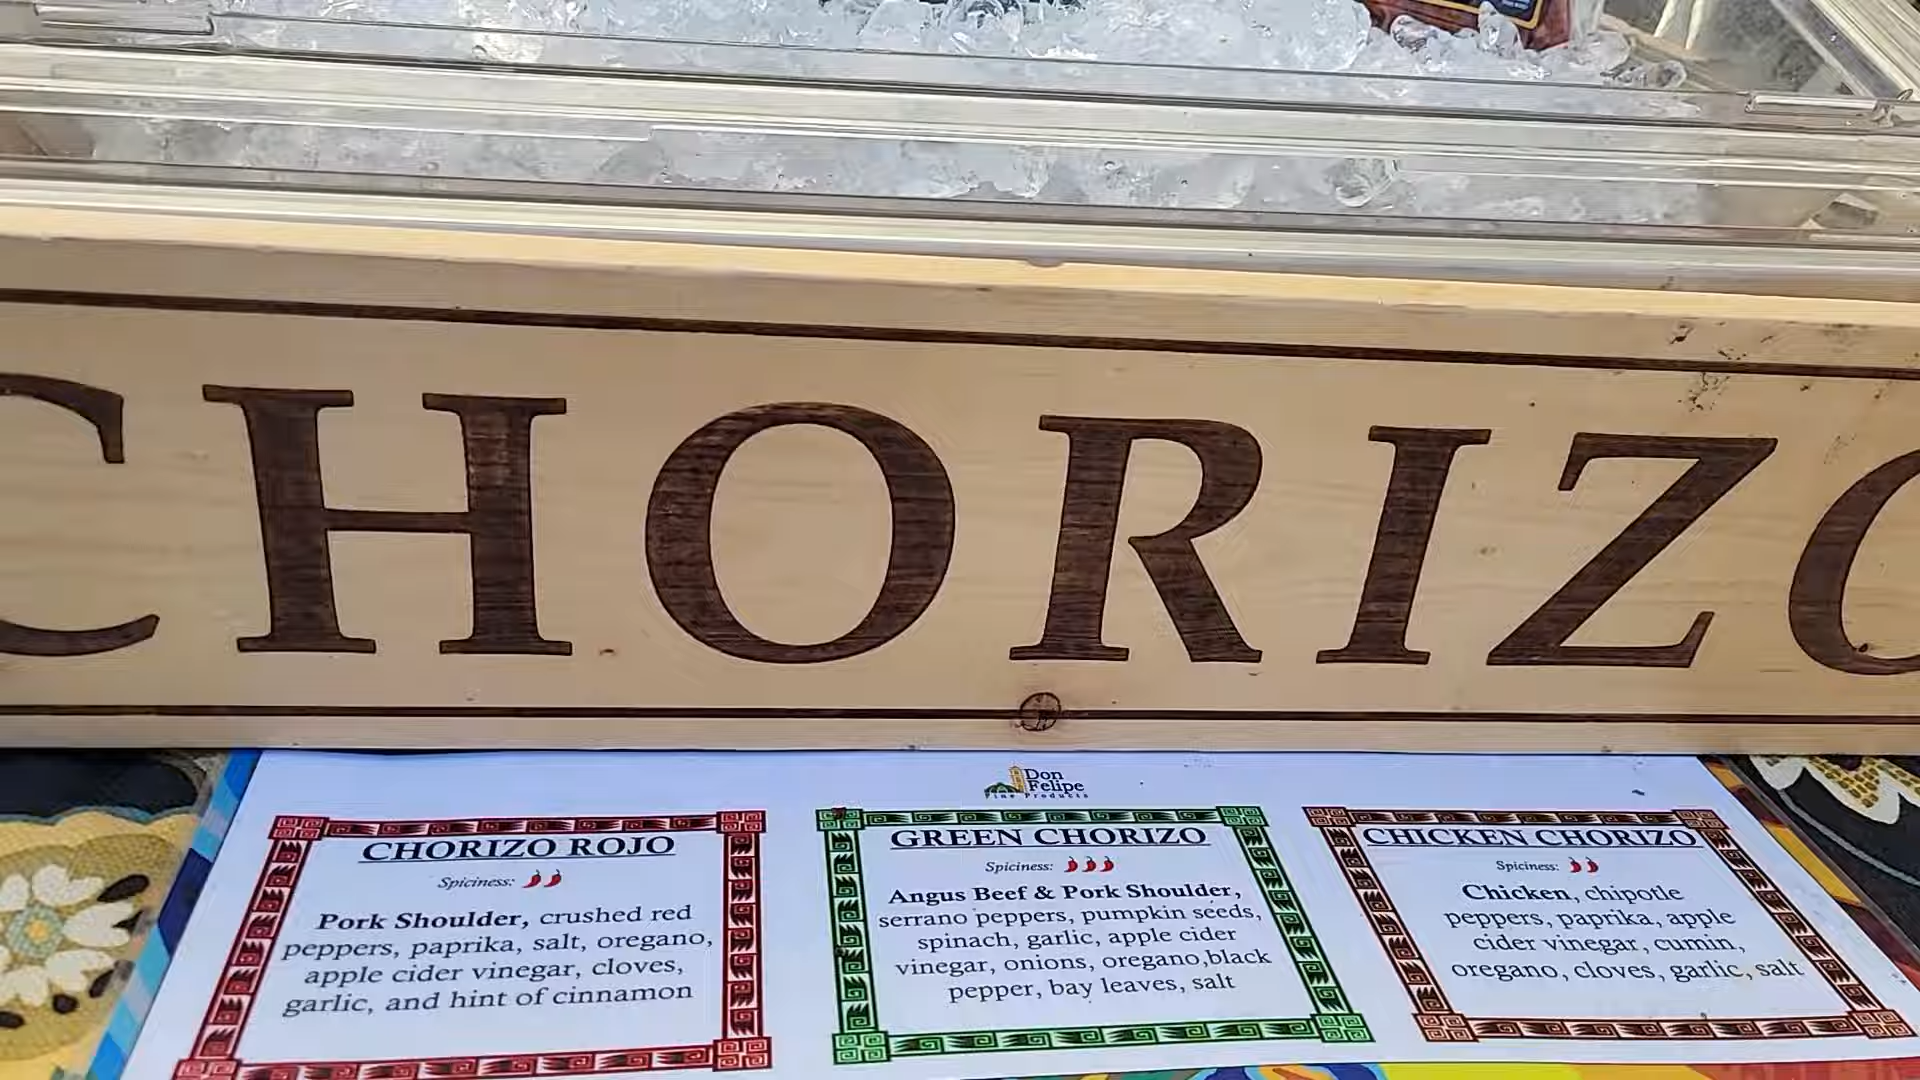 CHORIZO
Don
Felipe
Fine Products
CHORIZO ROJO
Spiciness:
Pork Shoulder, crushed red
peppers, paprika, salt, oregano,
apple cider vinegar, cloves,
garlic, and hint of cinnamon
GREEN CHORIZO
Spiciness:
Angus Beef & Pork Shoulder,
serrano peppers, pumpkin seeds,
spinach, garlic, apple cider
vinegar, onions, oregano,black
pepper, bay leaves, salt
CHICKEN CHORIZO
Spiciness:
Chicken, chipotle
peppers, paprika, apple
cider vinegar, cumin,
oregano, cloves, garlic, salt